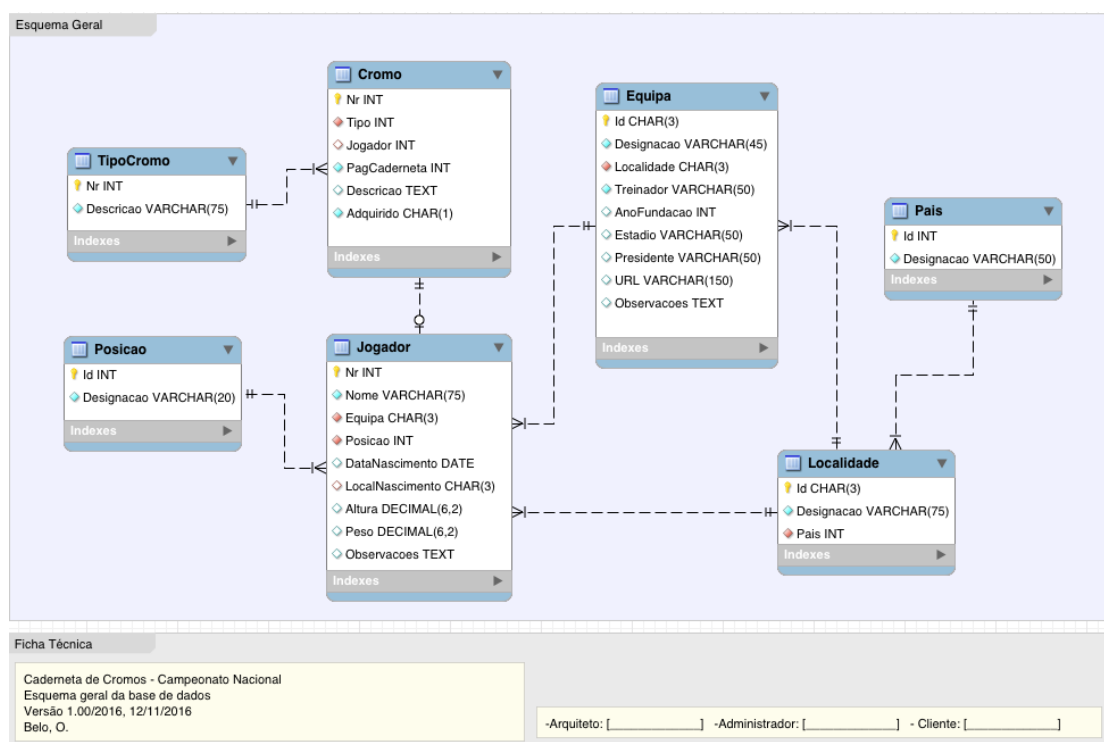 Esquema Geral
Cromo
Nr INT
Tipo INT
Jogador INT
PagCaderneta INT
Descricao TEXT
Adquirido CHAR(1)
Indexes
TipoCromo
Nr INT
Descricao VARCHAR(75)
Indexes
Equipa
Id CHAR(3)
Designacao VARCHAR(45)
Localidade CHAR(3)
Treinador VARCHAR(50)
AnoFundacao INT
Estadio VARCHAR(50)
Presidente VARCHAR(50)
URL VARCHAR(150)
Observacoes TEXT
Indexes
Pais
Id INT
Designacao VARCHAR(50)
Indexes
Posicao
Id INT
Designacao VARCHAR(20)
Indexes
Jogador
Nr INT
Nome VARCHAR(75)
Equipa CHAR(3)
Posicao INT
DataNascimento DATE
LocalNascimento CHAR(3)
Altura DECIMAL(6,2)
Peso DECIMAL(6,2)
Observacoes TEXT
Indexes
Localidade
Id CHAR(3)
Designacao VARCHAR(75)
Pais INT
Indexes
Ficha Técnica
Caderneta de Cromos - Campeonato Nacional
Esquema geral da base de dados
Versão 1.00/2016, 12/11/2016
Belo, O.
-Arquiteto: [______________] -Administrador: [______________] - Cliente: [______________]